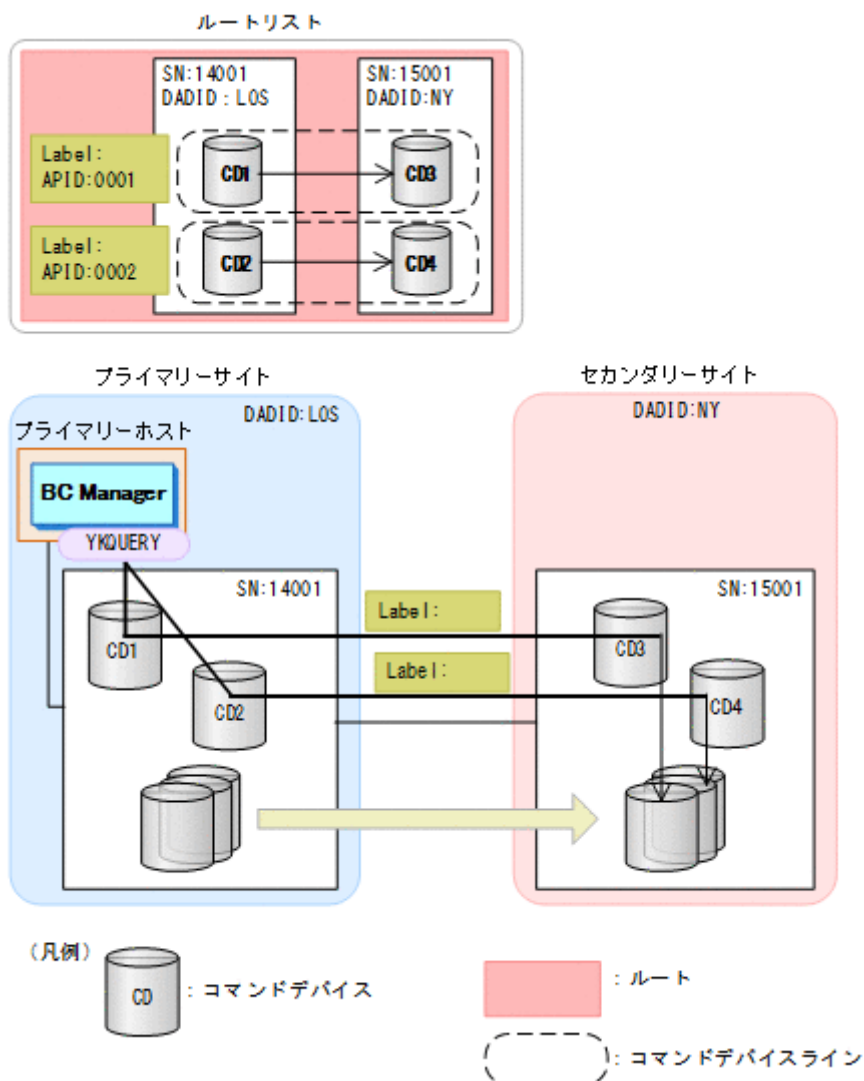 ルートリスト
SN:14001
DADID:LOS
SN:15001
DADID:NY
Label:
APID:0001
CD1
CD3
Label:
APID:0002
CD2
CD4
プライマリーサイト
セカンダリーサイト
DADID:LOS
DADID:NY
プライマリーホスト
BC Manager
YKQUERY
SN:14001
SN:15001
Label:
CD1
CD3
Label:
CD2
CD4
(凡例)
CD
:コマンドデバイス
:ルート
:コマンドデバイスライン